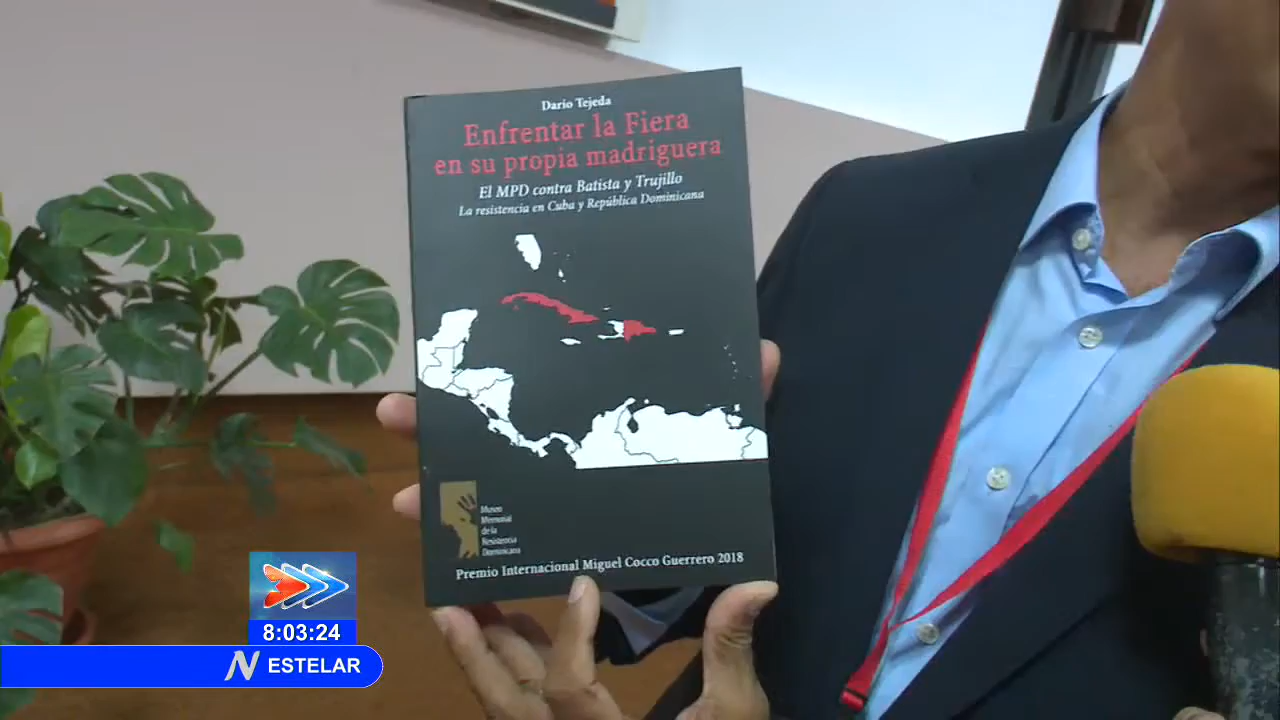 Dario Tejeda
Enfrentar la Fiera
en su propia madriguera
El MPD contra Batista y Trujillo
La resistencia en Cuba y República Dominicana
Museo
Memorial
de la
Resistencia
Dominicana
Premio Internacional Miguel Cocco Guerrero 2018
8:03:24
N ESTELAR